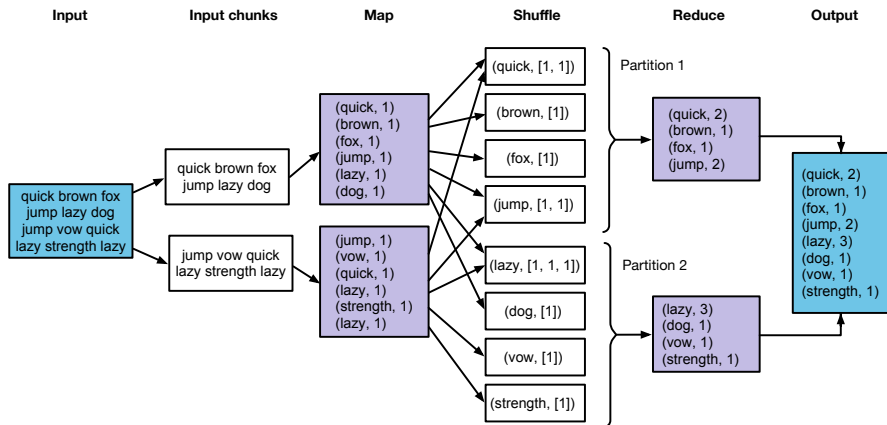 Input
Input chunks
Map
Shuffle
Reduce
Output
quick brown fox
jump lazy dog
jump vow quick
lazy strength lazy
quick brown fox
jump lazy dog
jump vow quick
lazy strength lazy
(quick, 1)
(brown, 1)
(fox, 1)
(jump, 1)
(lazy, 1)
(dog, 1)
(jump, 1)
(vow, 1)
(quick, 1)
(lazy, 1)
(strength, 1)
(lazy, 1)
(quick, [1, 1])
(brown, [1])
(fox, [1])
(jump, [1, 1])
(lazy, [1, 1, 1])
(dog, [1])
(vow, [1])
(strength, [1])
Partition 1
Partition 2
(quick, 2)
(brown, 1)
(fox, 1)
(jump, 2)
(lazy, 3)
(dog, 1)
(vow, 1)
(strength, 1)
(quick, 2)
(brown, 1)
(fox, 1)
(jump, 2)
(lazy, 3)
(dog, 1)
(vow, 1)
(strength, 1)